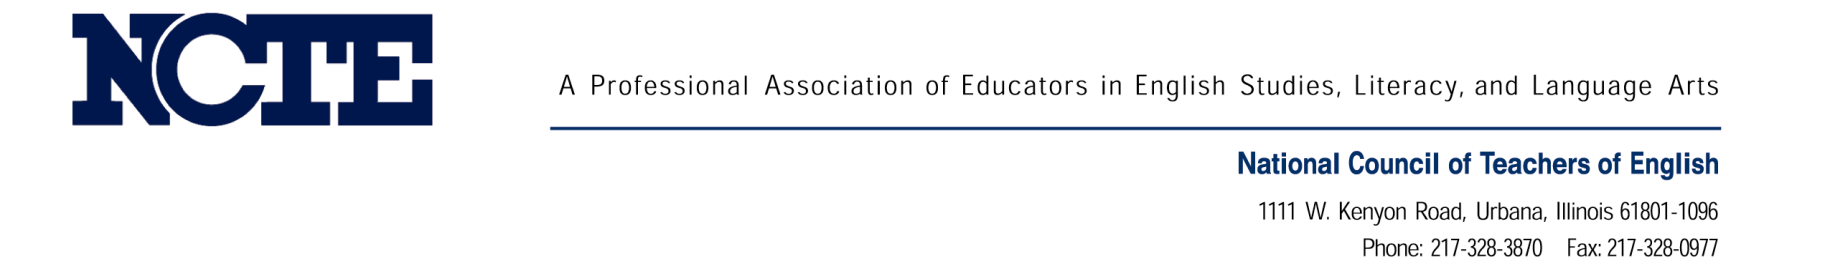 NCTE
A Professional Association of Educators in English Studies, Literacy, and Language Arts
National Council of Teachers of English
1111 W. Kenyon Road, Urbana, Illinois 61801-1096
Phone: 217-328-3870 Fax: 217-328-0977